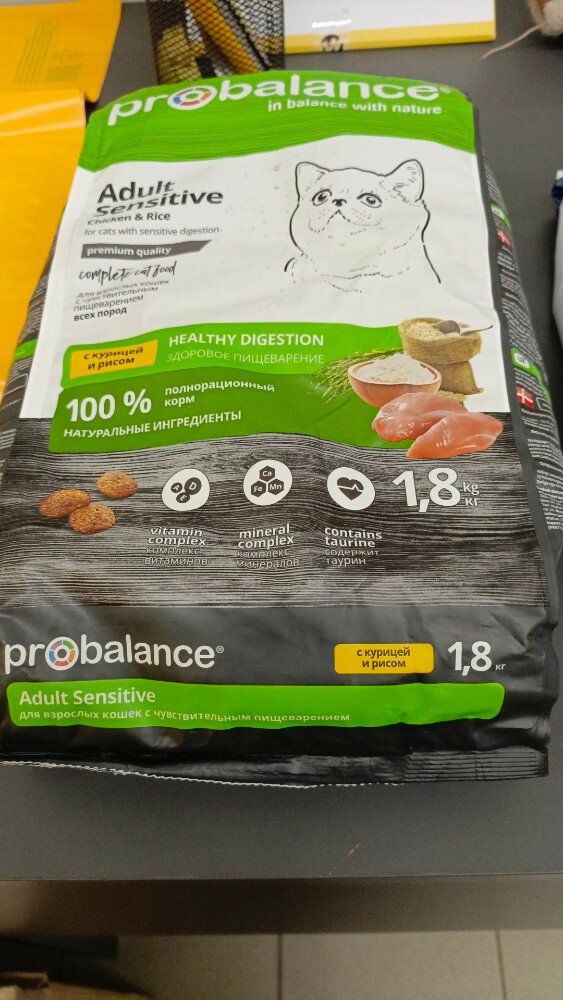 probalance®
in balance with nature
Adult
Sensitive
Chicken & Rice
for cats with sensitive digestion
premium quality
complete cat food
для взрослых кошек
с чувствительным
пищеварением
всех пород
с курицей
и рисом
HEALTHY DIGESTION
ЗДОРОВОЕ ПИЩЕВАРЕНИЕ
100 % полнорационный
корм
НАТУРАЛЬНЫЕ ИНГРЕДИЕНТЫ
A
D
E
Ca
Fe Mn
1,8 kg
кг
vitamin
complex
комплекс
витаминов
mineral
complex
комплекс
минералов
contains
taurine
содержит
таурин
probalance®
с курицей
и рисом
1,8 кг
Adult Sensitive
для взрослых кошек с чувствительным пищеварением